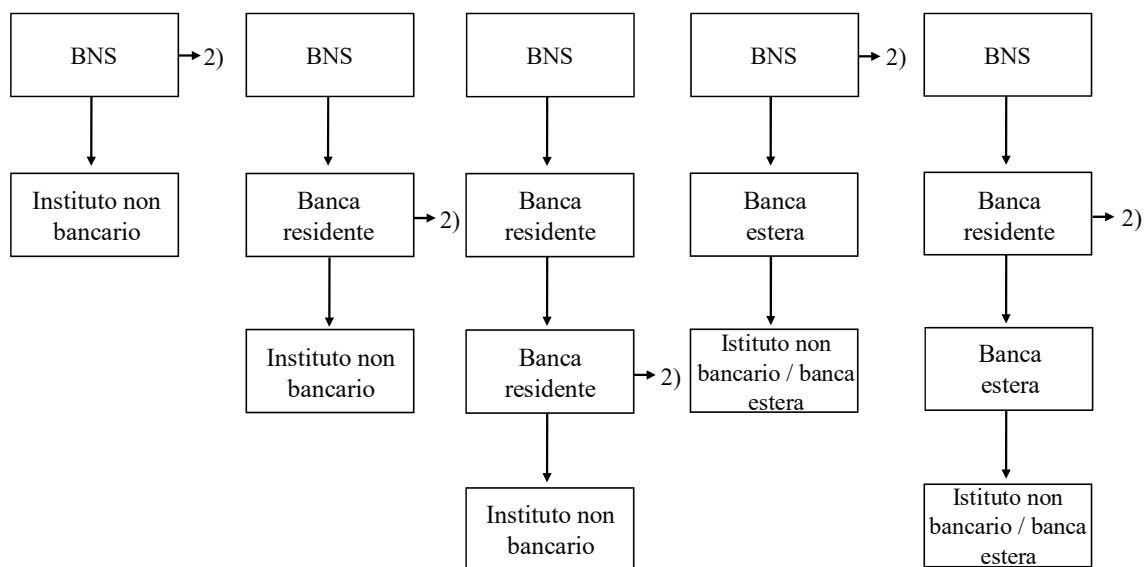 BNS
2)
BNS
BNS
BNS
2)
BNS
Instituto non
bancario
Banca
residente
2)
Banca
residente
Banca
estera
Banca
residente
2)
Instituto non
bancario
Banca
residente
2)
Istituto non
bancario / banca
estera
Banca
estera
Instituto non
bancario
Istituto non
bancario / banca
estera